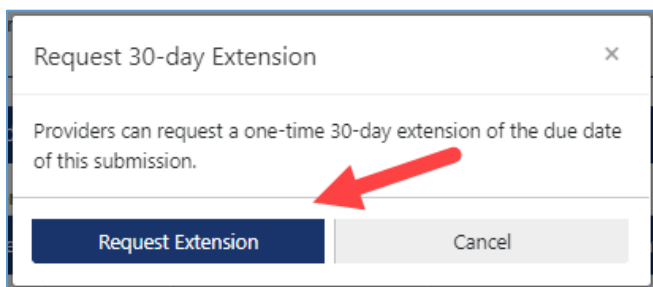 Request 30-day Extension ×
Providers can request a one-time 30-day extension of the due date
of this submission.
Request Extension Cancel